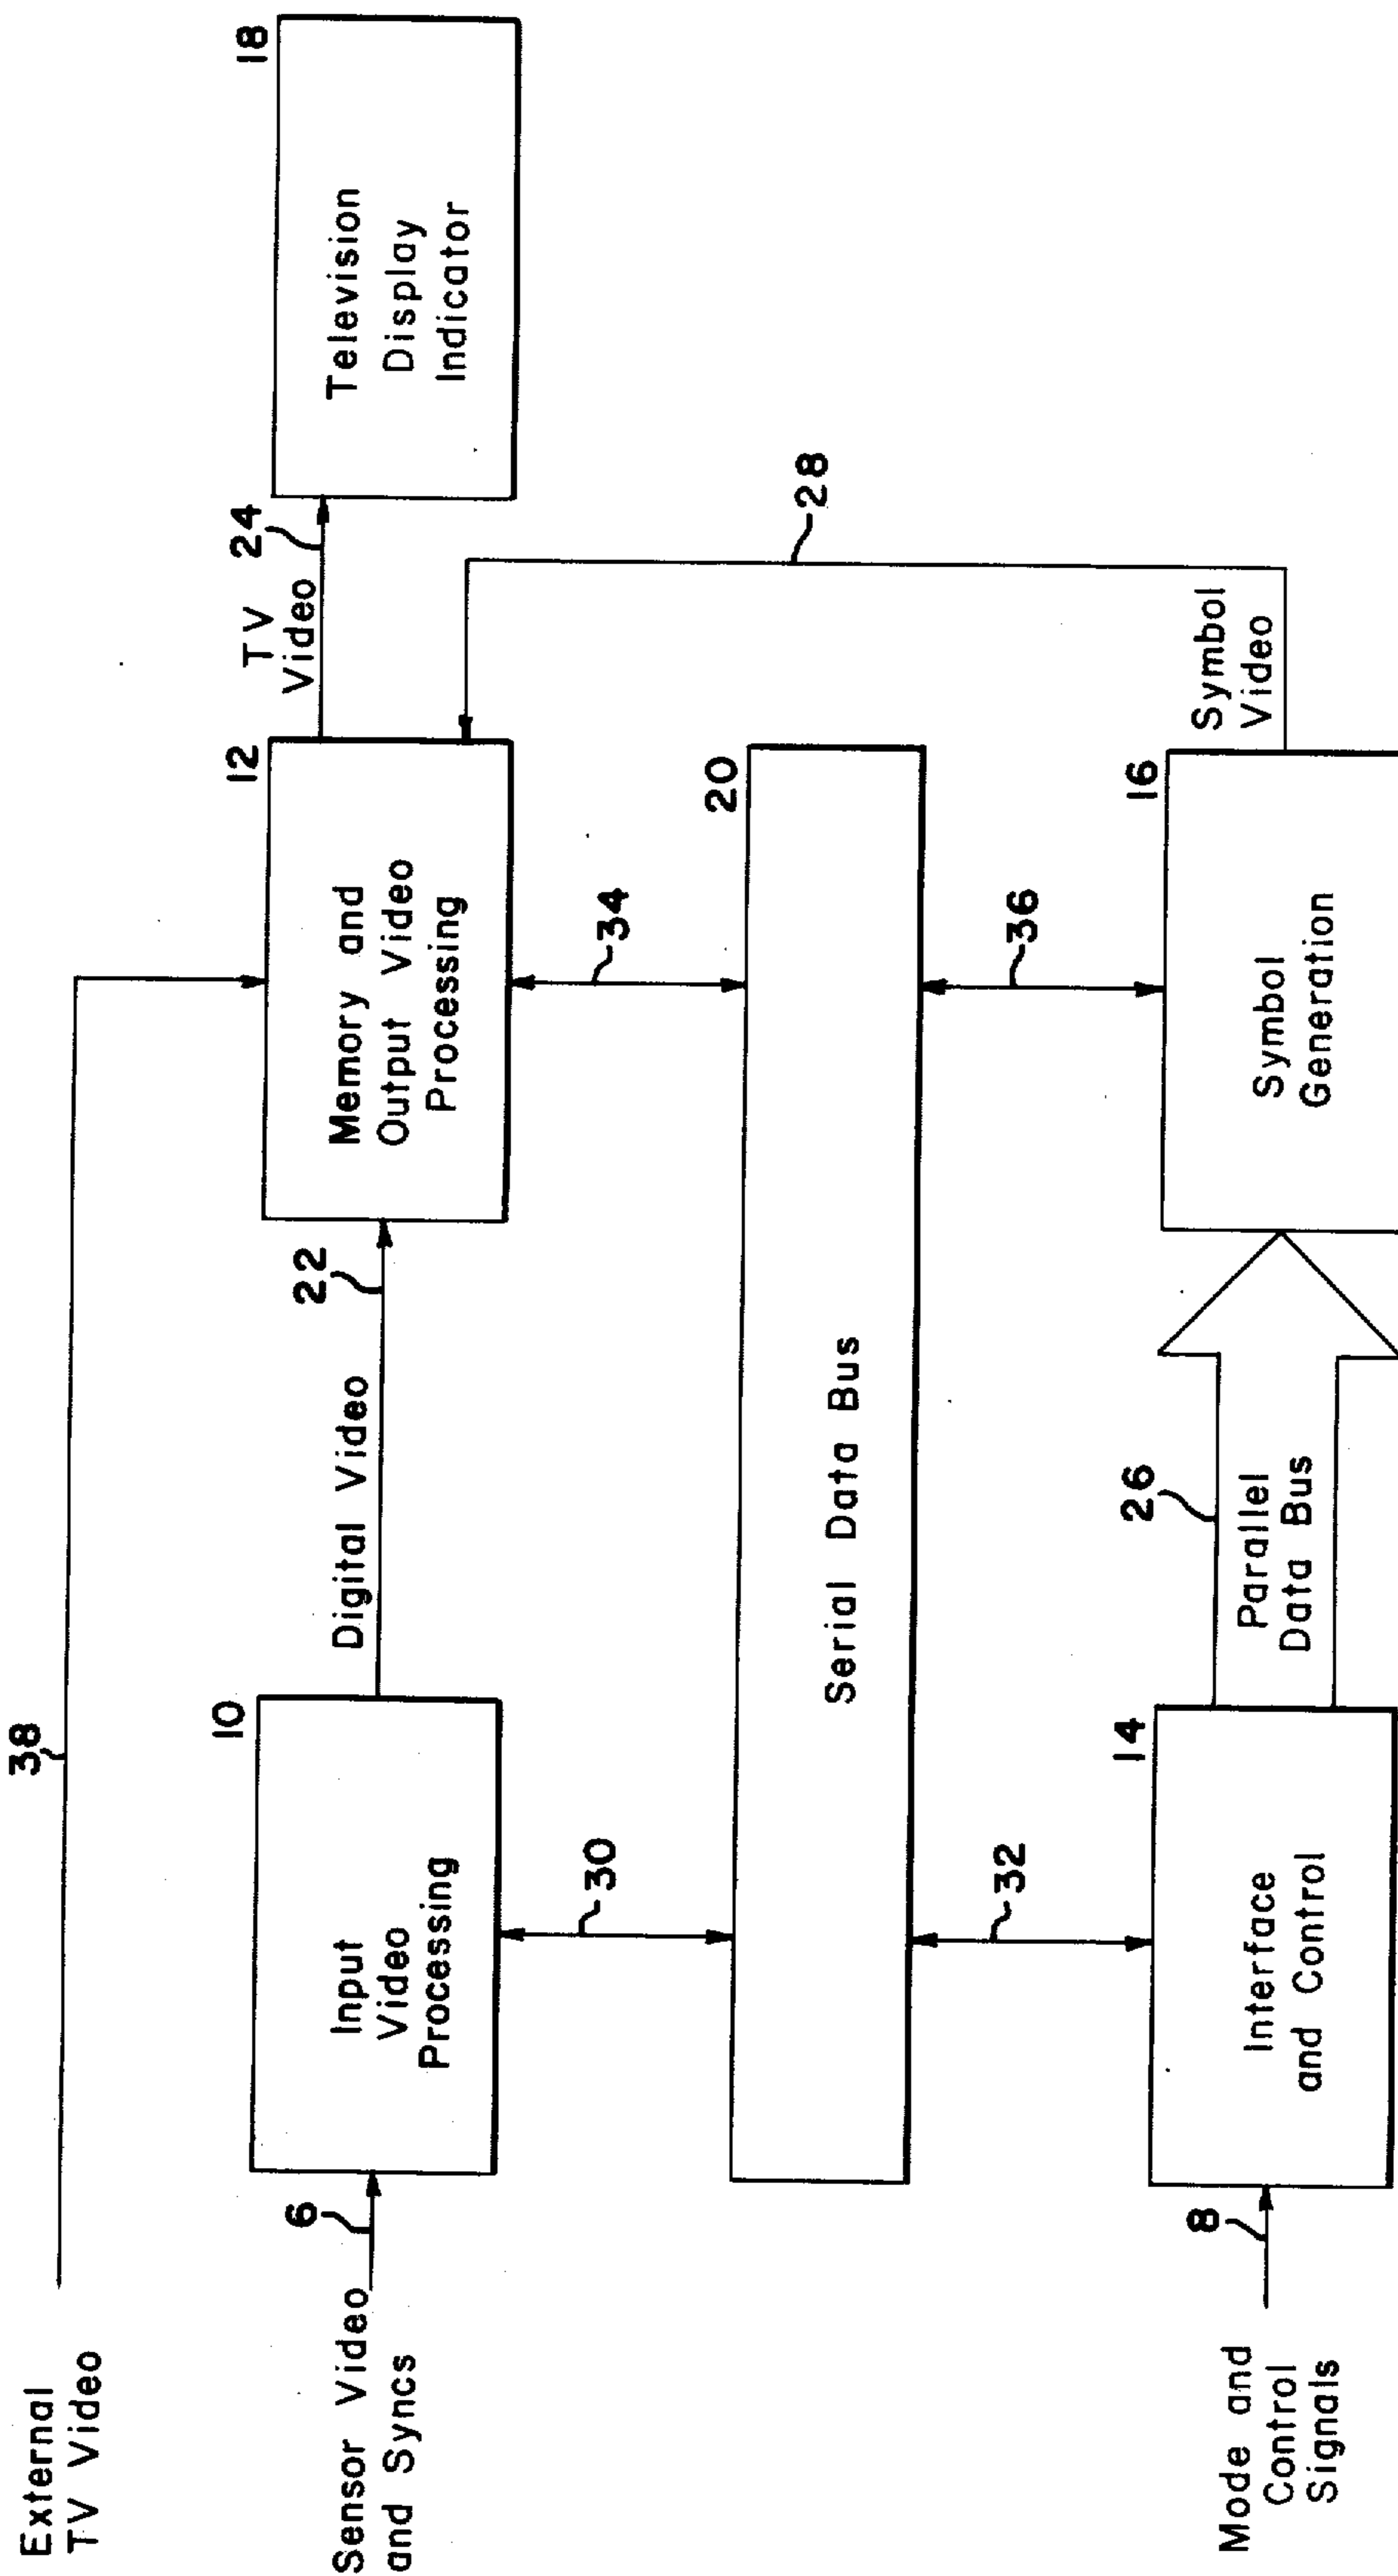 External
TV Video
38
Sensor Video
and Syncs
6
10
Input
Video
Processing
Digital Video
22
12
Memory and
Output Video
Processing
TV
Video
24
18
Television
Display
Indicator
30
34
28
Serial Data Bus
20
32
36
Mode and
Control
Signals
8
14
Interface
and Control
26
Parallel
Data Bus
16
Symbol
Generation
Symbol
Video